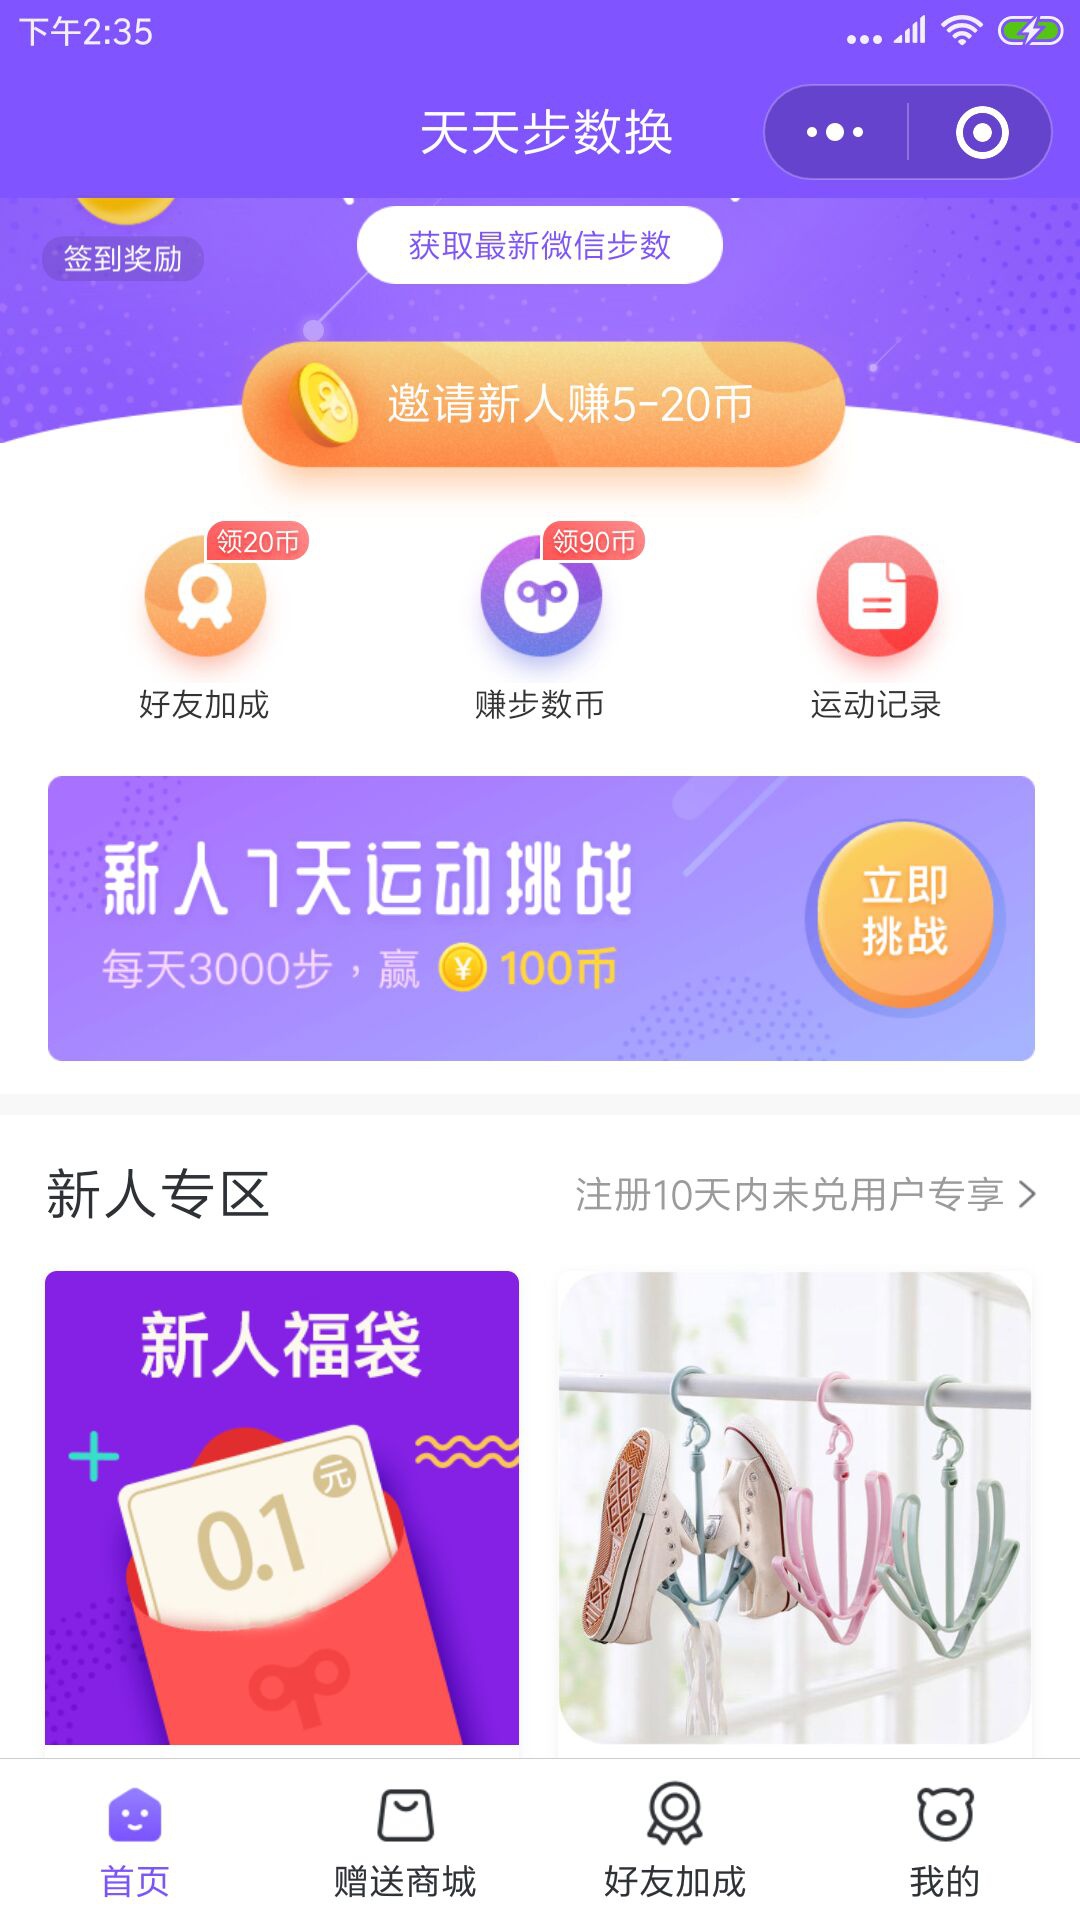 下午2:35
天天步数换
签到奖励
获取最新微信步数
邀请新人赚5-20币
领20币
领90币
好友加成
赚步数币
运动记录
新人7天运动挑战
每天3000步，赢 ¥ 100币
立即
挑战
新人专区
注册10天内未兑用户专享 >
新人福袋
元
0.1
首页
赠送商城
好友加成
我的